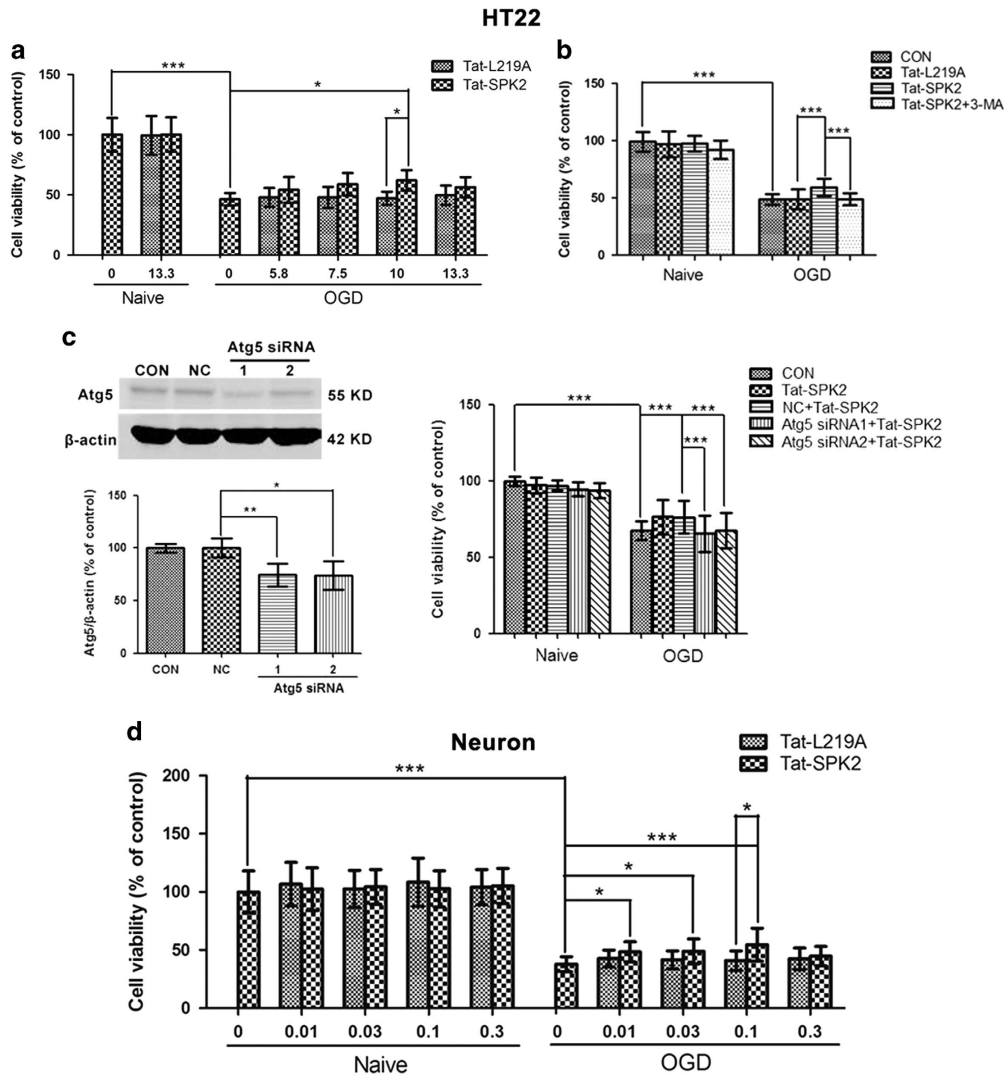 HT22
a
Cell viability (% of control)
150
100
50
0
***
*
*
Tat-L219A
Tat-SPK2
0 13.3 0 5.8 7.5 10 13.3
Naive OGD
b
Cell viability (% of control)
150
100
50
0
***
***
***
CON
Tat-L219A
Tat-SPK2
Tat-SPK2+3-MA
Naive OGD
c
Atg5 siRNA
CON NC 1 2
Atg5 55 KD
β-actin 42 KD
Atg5/β-actin (% of control)
150
100
50
0
*
**
CON NC 1 2
Atg5 siRNA
Cell viability (% of control)
150
100
50
0
*** *** ***
***
CON
Tat-SPK2
NC+Tat-SPK2
Atg5 siRNA1+Tat-SPK2
Atg5 siRNA2+Tat-SPK2
Naive OGD
d
Neuron
Cell viability (% of control)
200
150
100
50
0
***
***
*
*
*
Tat-L219A
Tat-SPK2
0 0.01 0.03 0.1 0.3 0 0.01 0.03 0.1 0.3
Naive OGD